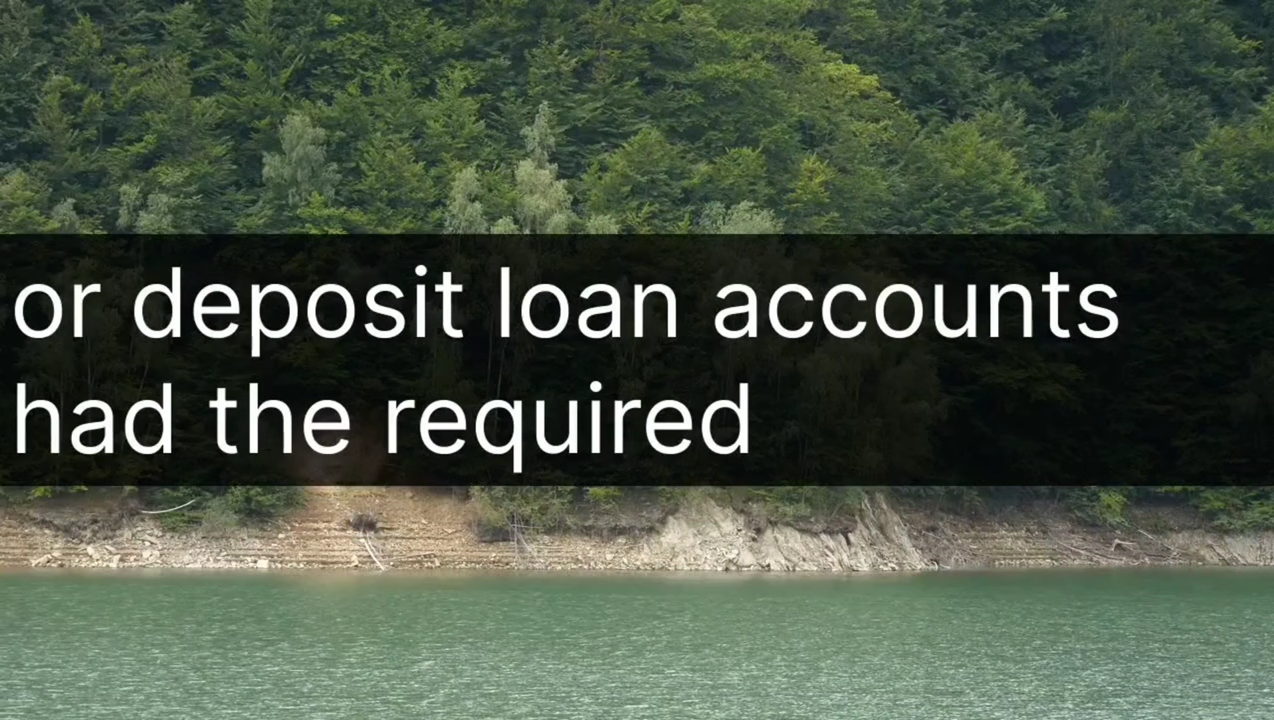 or deposit loan accounts
had the required